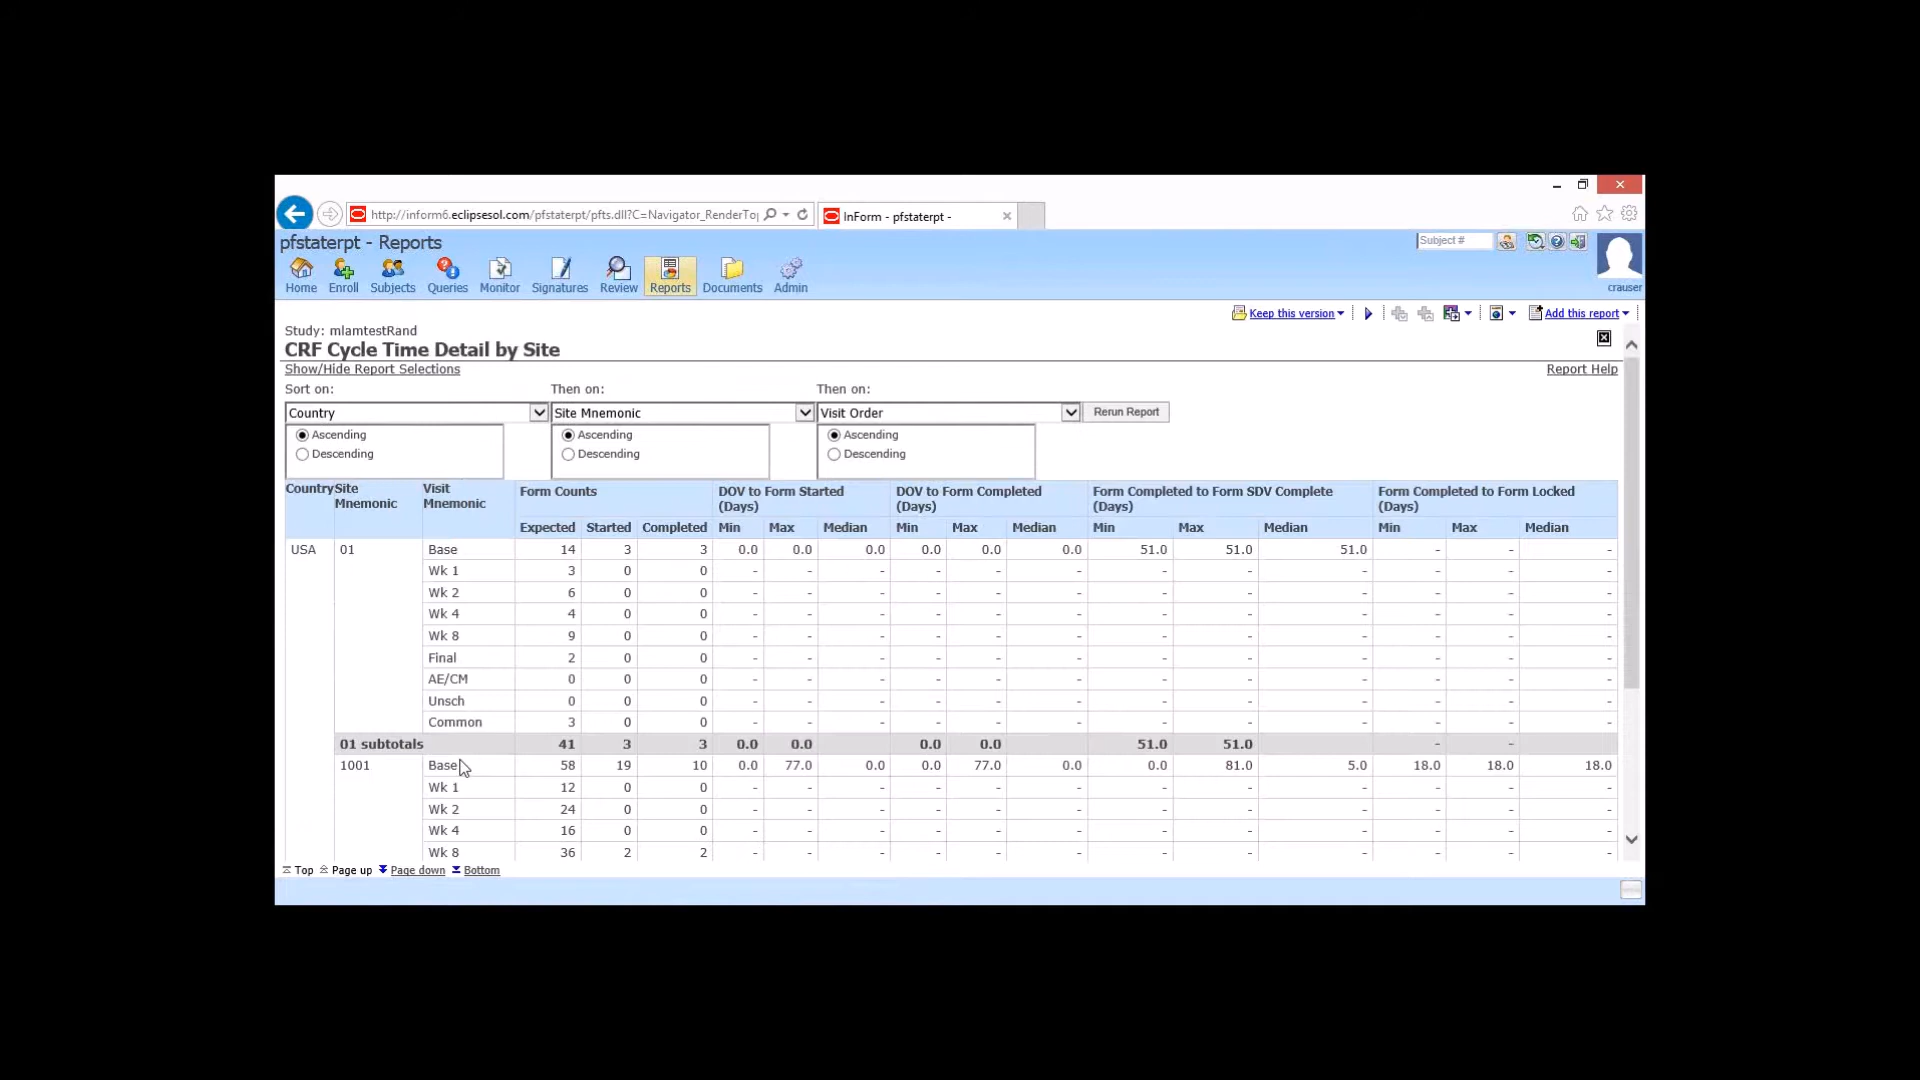 http://inform6.eclipsesol.com/pfstaterpt/pfts.dll?C=Navigator_RenderTo InForm - pfstaterpt -
pfstaterpt - Reports
Subject #
Home Enroll Subjects Queries Monitor Signatures Review Reports Documents Admin
crauser
Keep this version Add this report
Study: mlamtestRand
CRF Cycle Time Detail by Site
Show/Hide Report Selections Report Help
Sort on: Then on: Then on:
Country Site Mnemonic Visit Order Rerun Report
Ascending Ascending Ascending
Descending Descending Descending
Country Site Mnemonic Visit Mnemonic Form Counts DOV to Form Started (Days) DOV to Form Completed (Days) Form Completed to Form SDV Complete (Days) Form Completed to Form Locked (Days)
Expected Started Completed Min Max Median Min Max Median Min Max Median Min Max Median
USA 01 Base 14 3 3 0.0 0.0 0.0 0.0 0.0 0.0 51.0 51.0 51.0 - - -
Wk 1 3 0 0 - - - - - - - - - - - -
Wk 2 6 0 0 - - - - - - - - - - - -
Wk 4 4 0 0 - - - - - - - - - - - -
Wk 8 9 0 0 - - - - - - - - - - - -
Final 2 0 0 - - - - - - - - - - - -
AE/CM 0 0 0 - - - - - - - - - - - -
Unsch 0 0 0 - - - - - - - - - - - -
Common 3 0 0 - - - - - - - - - - - -
01 subtotals 41 3 3 0.0 0.0 0.0 0.0 51.0 51.0 - -
1001 Base 58 19 10 0.0 77.0 0.0 0.0 77.0 0.0 0.0 81.0 5.0 18.0 18.0 18.0
Wk 1 12 0 0 - - - - - - - - - - - -
Wk 2 24 0 0 - - - - - - - - - - - -
Wk 4 16 0 0 - - - - - - - - - - - -
Wk 8 36 2 2 - - - - - - - - - - - -
Top Page up Page down Bottom